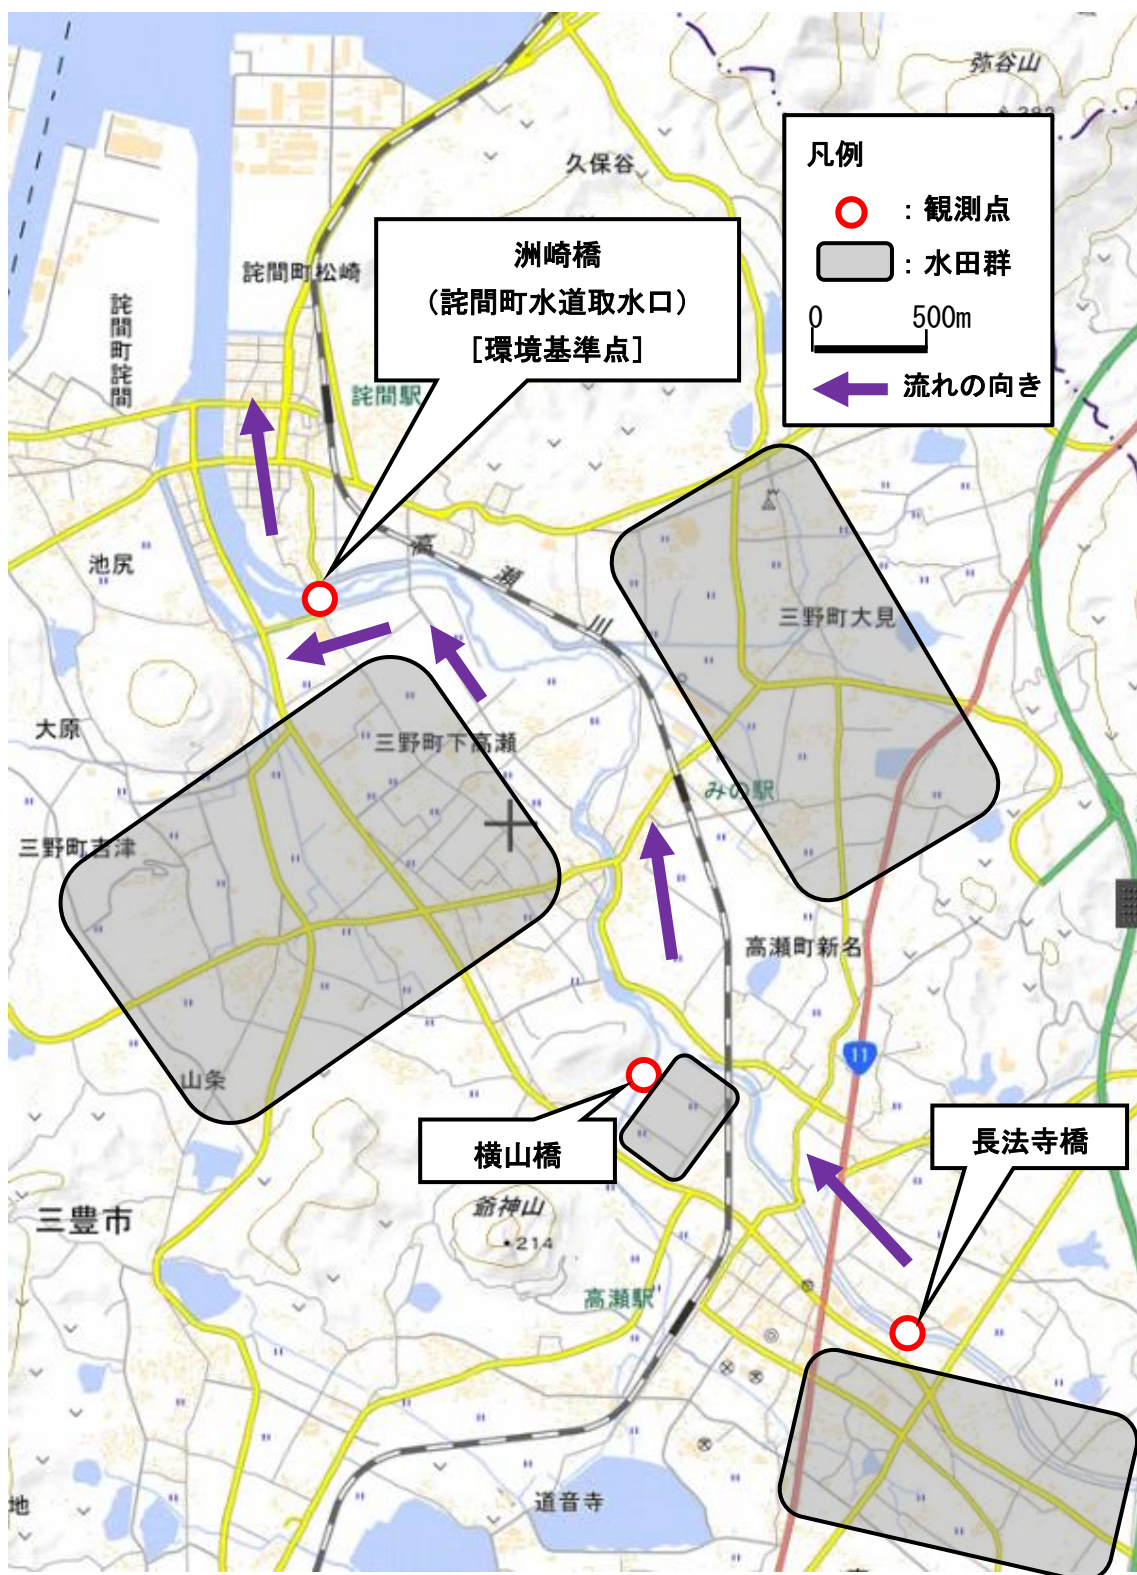 弥谷山
282
久保谷
凡例
：観測点
：水田群
0 500m
流れの向き
詫間町松崎
詫間町詫間
洲崎橋
（詫間町水道取水口）
［環境基準点］
詫間駅
高瀬川
池尻
三野町大見
大原
三野町下高瀬
みの駅
三野町吉津
高瀬町新名
11
山条
横山橋
長法寺橋
三豊市
爺神山
214
高瀬駅
道音寺
地